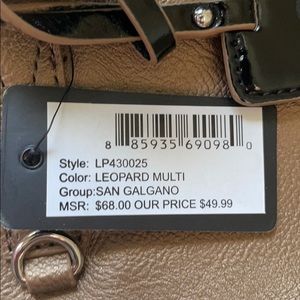 8 85935 69098 0
Style: LP430025
Color: LEOPARD MULTI
Group:SAN GALGANO
MSR: $68.00 OUR PRICE $49.99